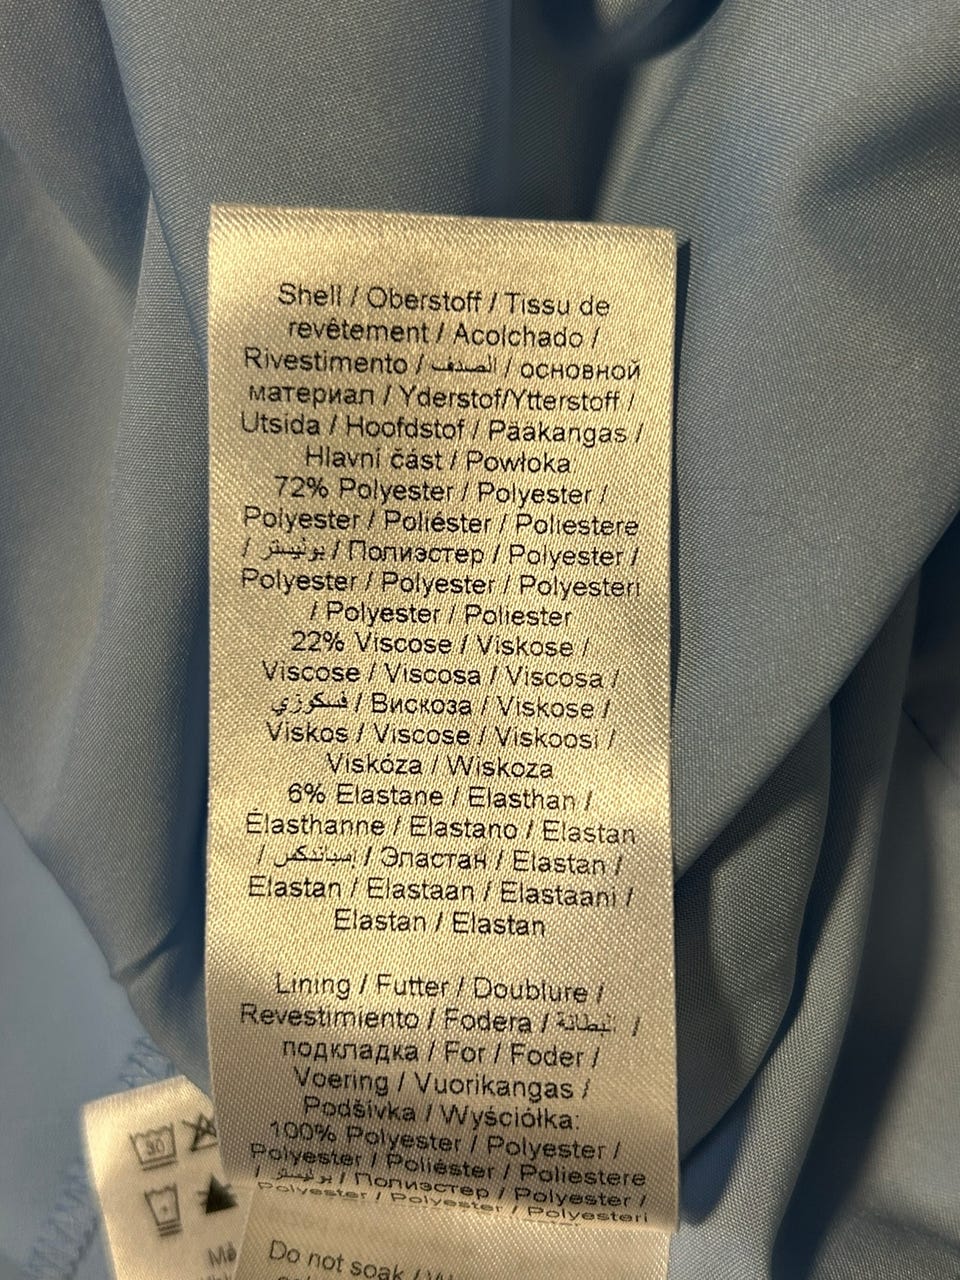 Shell / Oberstoff / Tissu de
revêtement / Acolchado /
Rivestimento / الصدف / основной
материал / Yderstof/Ytterstoff /
Utsida / Hoofdstof / Pääkangas /
Hlavní část / Powłoka
72% Polyester / Polyester /
Polyester / Poliéster / Poliestere
/ بوليستر / Полиэстер / Polyester /
Polyester / Polyester / Polyesteri
/ Polyester / Poliester
22% Viscose / Viskose /
Viscose / Viscosa / Viscosa /
فسكوزي / Вискоза / Viskose /
Viskos / Viscose / Viskoosi /
Viskóza / Wiskoza
6% Elastane / Elasthan /
Élasthanne / Elastano / Elastan
/ / Эластан / Elastan /
Elastan / Elastaan / Elastaani /
Elastan / Elastan
Lining / Futter / Doublure /
Revestimiento / Fodera / البطانة /
подкладка / For / Foder /
Voering / Vuorikangas /
Podšívka / Wyściółka:
100% Polyester / Polyester /
Polyester / Poliéster / Poliestere
/ بوليستر / Полиэстер / Polyester /
Polyester / Polyester / Polyesteri
30
Do not soak /